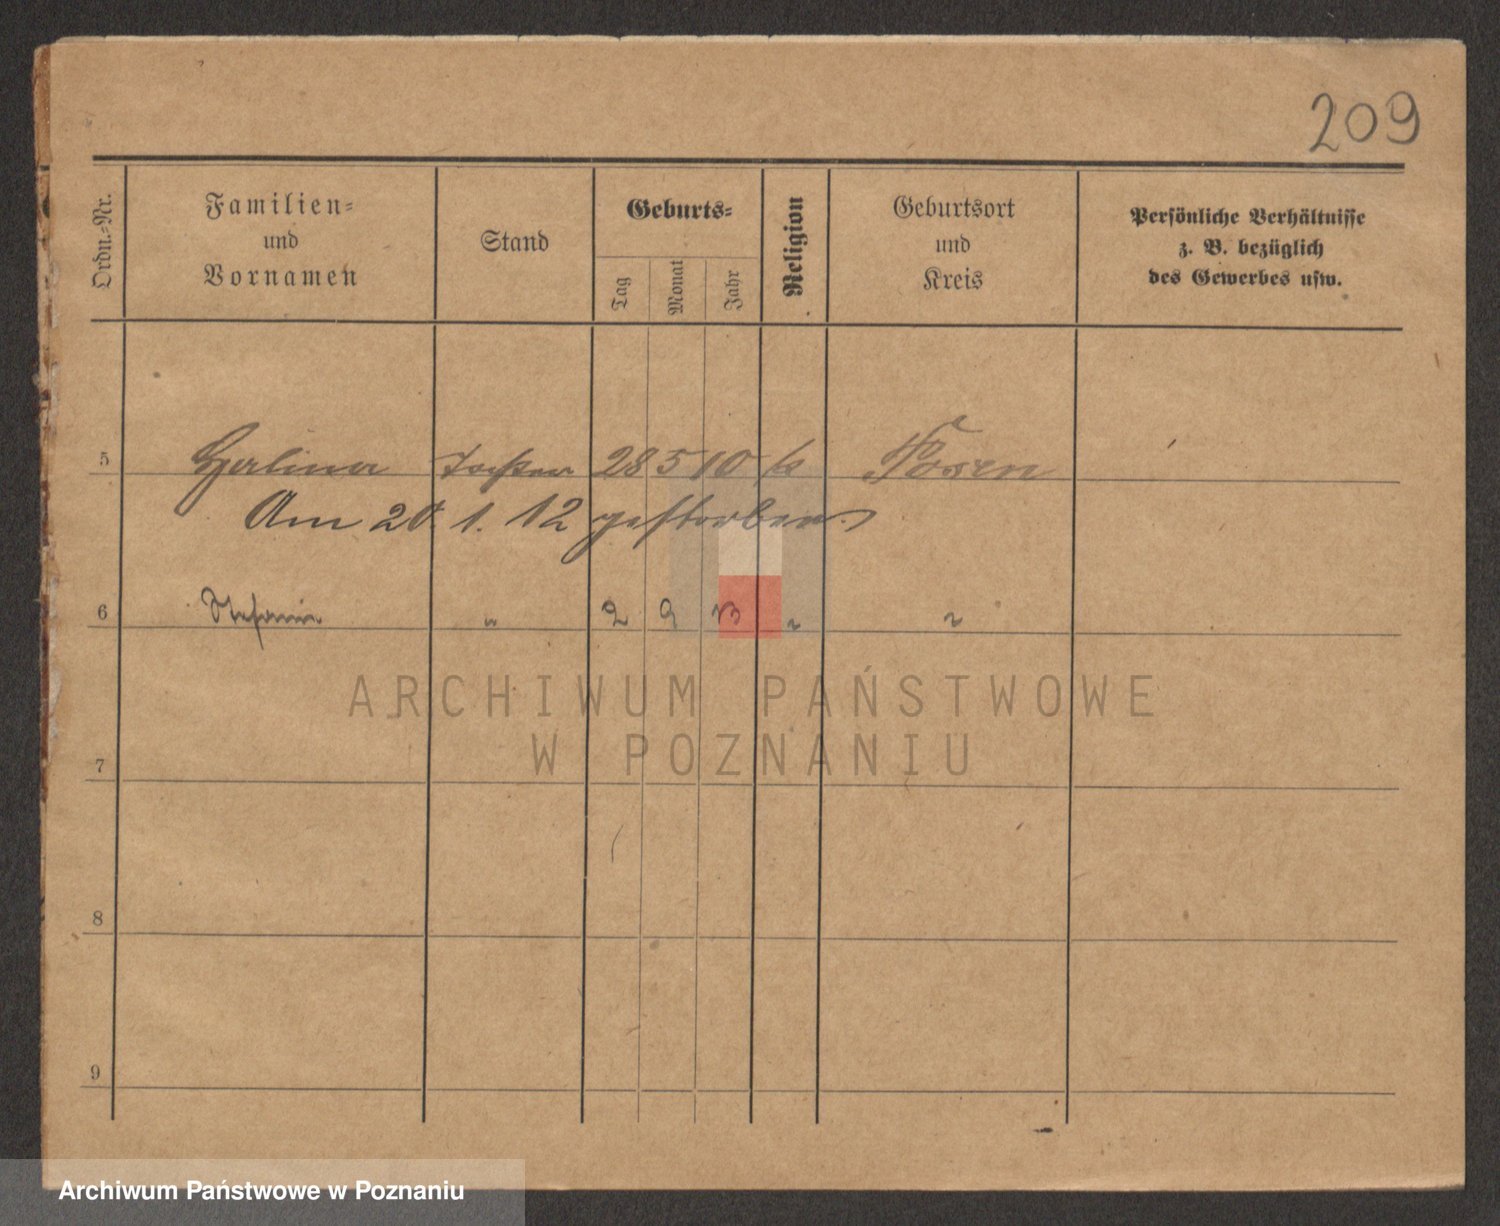 209
Ordn.-Nr.
Familien-
und
Vornamen
Stand
Geburts-
Tag
Monat
Jahr
Religion
Geburtsort
und
Kreis
Persönliche Verhältnisse
z. B. bezüglich
des Gewerbes usw.
5 Halina Tochter 28 5 10 k Posen
Am 1. 12 gestorben
6 Stefania " 2 9 13 " "
ARCHIWUM PAŃSTWOWE
W POZNANIU
7
8
9
Archiwum Państwowe w Poznaniu